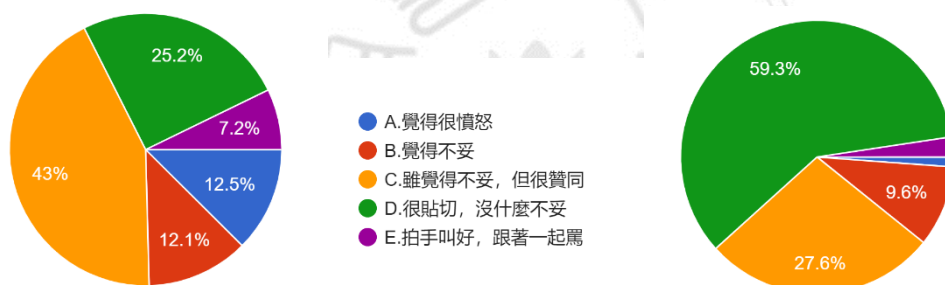 25.2%
7.2%
43%
12.5%
12.1%
A.覺得很憤怒
B.覺得不妥
C.雖覺得不妥，但很贊同
D.很貼切，沒什麼不妥
E.拍手叫好，跟著一起罵
59.3%
9.6%
27.6%